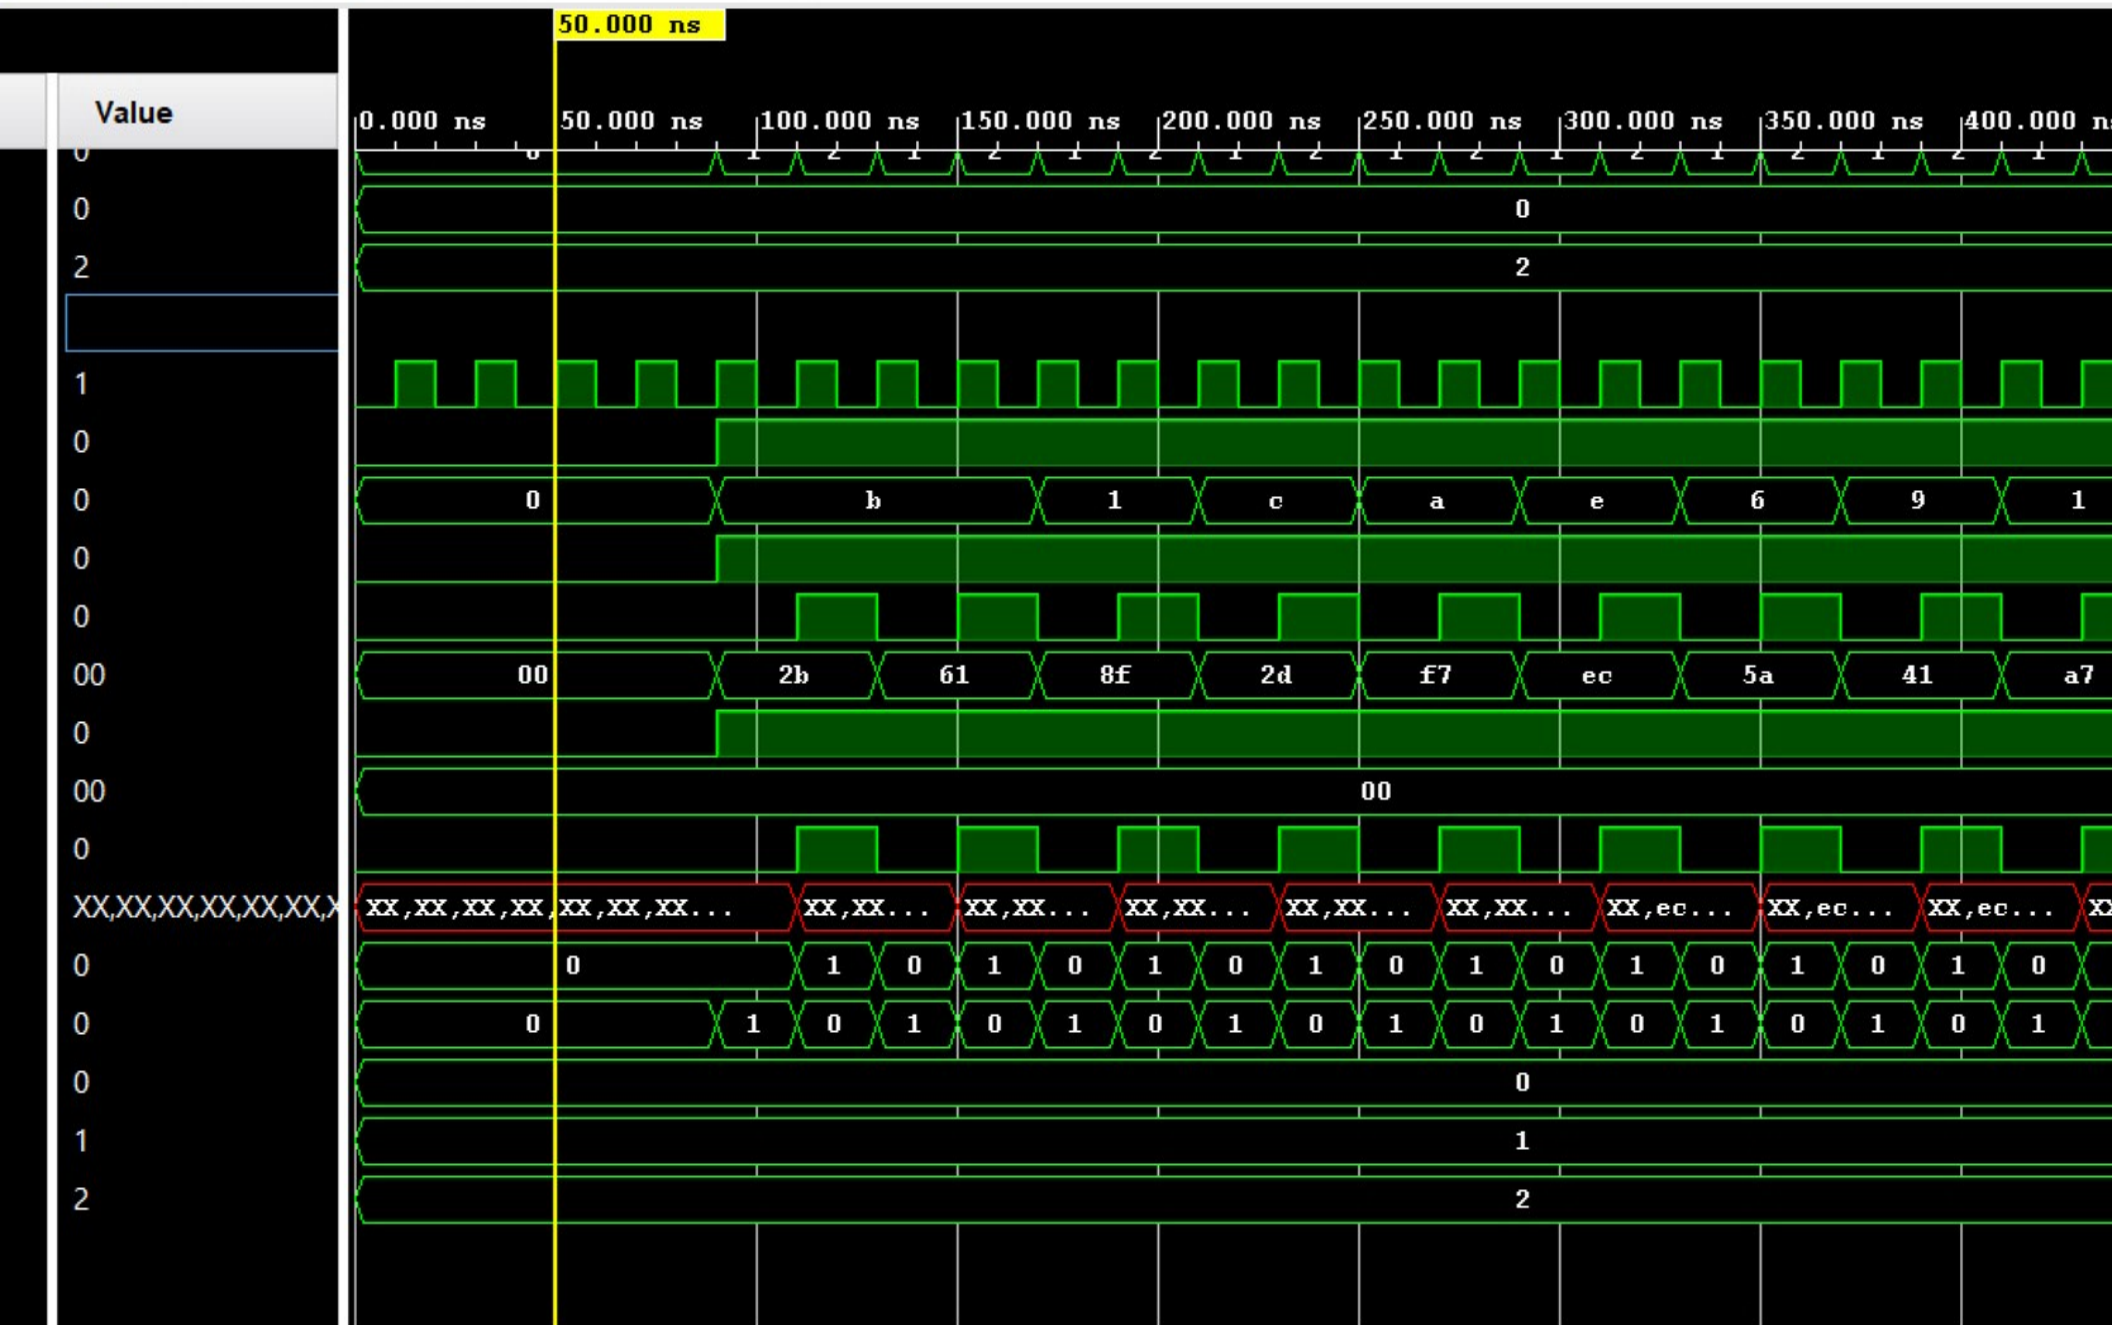 50.000 ns
Value
0.000 ns 50.000 ns 100.000 ns 150.000 ns 200.000 ns 250.000 ns 300.000 ns 350.000 ns 400.000 ns
0 0 1 2 1 2 1 2 1 2 1 2 1 2 1 2 1 2 1
0 0
2 2
1
0
0 0 b 1 c a e 6 9 1
0
0
00 00 2b 61 8f 2d f7 ec 5a 41 a7
0
00 00
0
XX,XX,XX,XX,XX,XX,X XX,XX,XX,XX,XX,XX,XX... XX,XX... XX,XX... XX,XX... XX,XX... XX,XX... XX,ec... XX,ec... XX,ec... XX
0 0 1 0 1 0 1 0 1 0 1 0 1 0 1 0 1 0
0 0 1 0 1 0 1 0 1 0 1 0 1 0 1 0 1 0 1
0 0
1 1
2 2